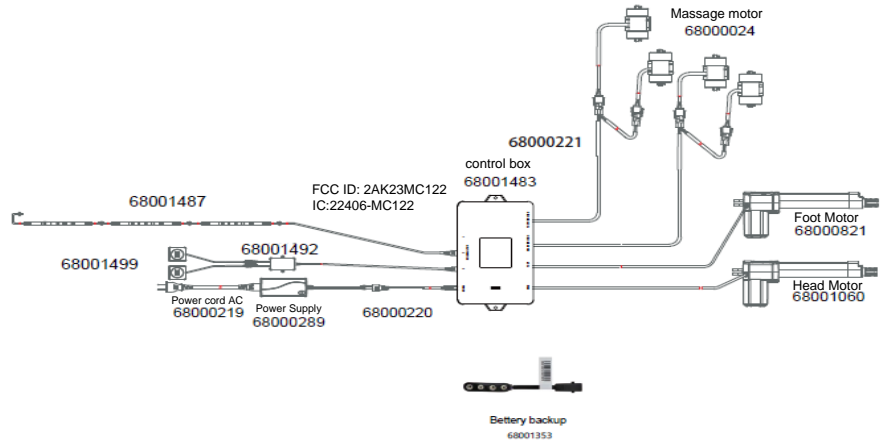 Massage motor
68000024
68000221
control box
68001483
FCC ID: 2AK23MC122
IC:22406-MC122
68001487
Foot Motor
68000821
68001492
68001499
Head Motor
68001060
Power cord AC
68000219
Power Supply
68000289
68000220
Bettery backup
68001353